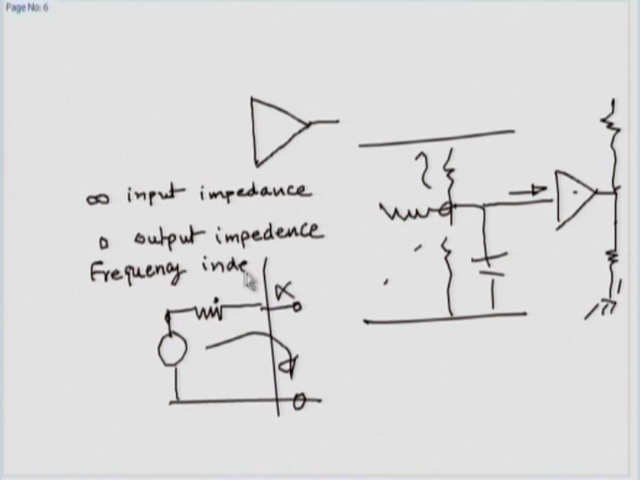 Page No: 6
∞ input impedance
0 output impedence
Frequency inde